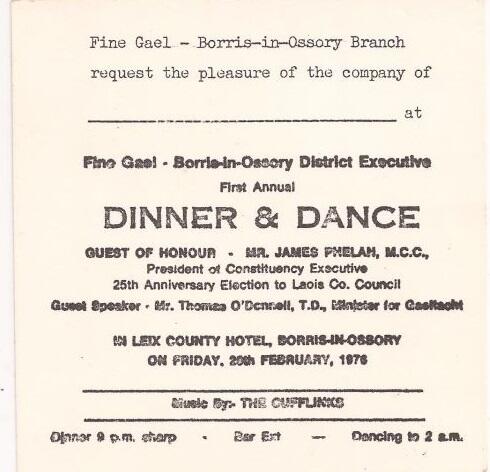 Fine Gael - Borris-in-Ossory Branch
request the pleasure of the company of
at
Fine Gael - Borris-in-Ossory District Executive
First Annual
DINNER & DANCE
GUEST OF HONOUR - MR. JAMES PHELAN, M.C.C.,
President of Constituency Executive
25th Anniversary Election to Laois Co. Council
Guest Speaker - Mr. Thomas O'Donnell, T.D., Minister for Gaeltacht
IN LEIX COUNTY HOTEL, BORRIS-IN-OSSORY
ON FRIDAY, 20th FEBRUARY, 1976
Music By:- THE CUFFLINKS
Dinner 9 p.m. sharp - Bar Ext — Dancing to 2 a.m.